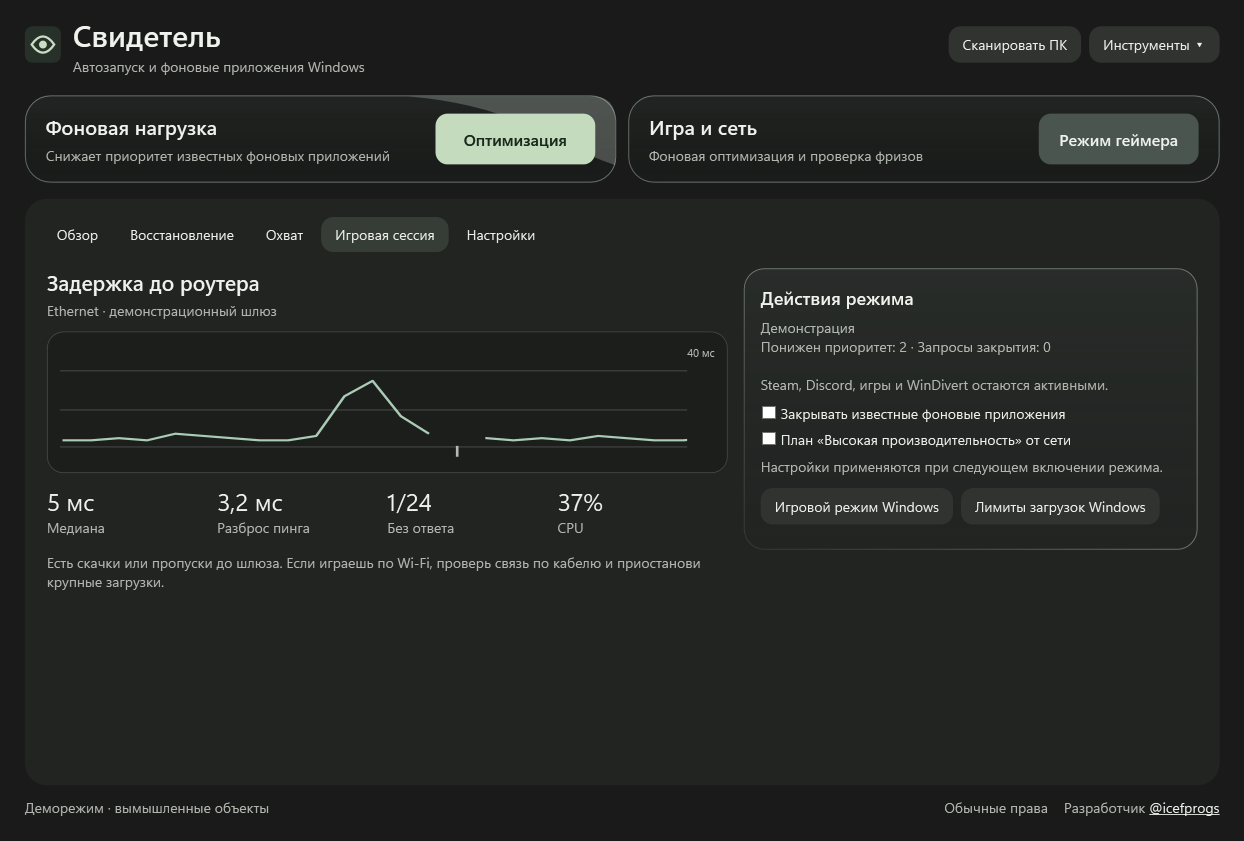 Свидетель
Автозапуск и фоновые приложения Windows
Сканировать ПК
Инструменты ▾
Фоновая нагрузка
Снижает приоритет известных фоновых приложений
Оптимизация
Игра и сеть
Фоновая оптимизация и проверка фризов
Режим геймера
Обзор
Восстановление
Охват
Игровая сессия
Настройки
Задержка до роутера
Ethernet · демонстрационный шлюз
40 мс
5 мс
Медиана
3,2 мс
Разброс пинга
1/24
Без ответа
37%
CPU
Есть скачки или пропуски до шлюза. Если играешь по Wi-Fi, проверь связь по кабелю и приостанови
крупные загрузки.
Действия режима
Демонстрация
Понижен приоритет: 2 · Запросы закрытия: 0
Steam, Discord, игры и WinDivert остаются активными.
Закрывать известные фоновые приложения
План «Высокая производительность» от сети
Настройки применяются при следующем включении режима.
Игровой режим Windows
Лимиты загрузок Windows
Деморежим · вымышленные объекты
Обычные права
Разработчик @icefprogs